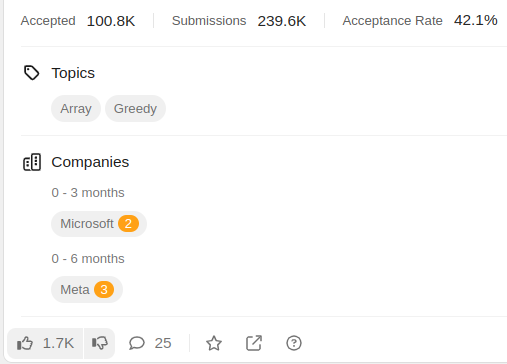 Accepted 100.8K Submissions 239.6K Acceptance Rate 42.1%
Topics
Array Greedy
Companies
0 - 3 months
Microsoft 2
0 - 6 months
Meta 3
1.7K 25